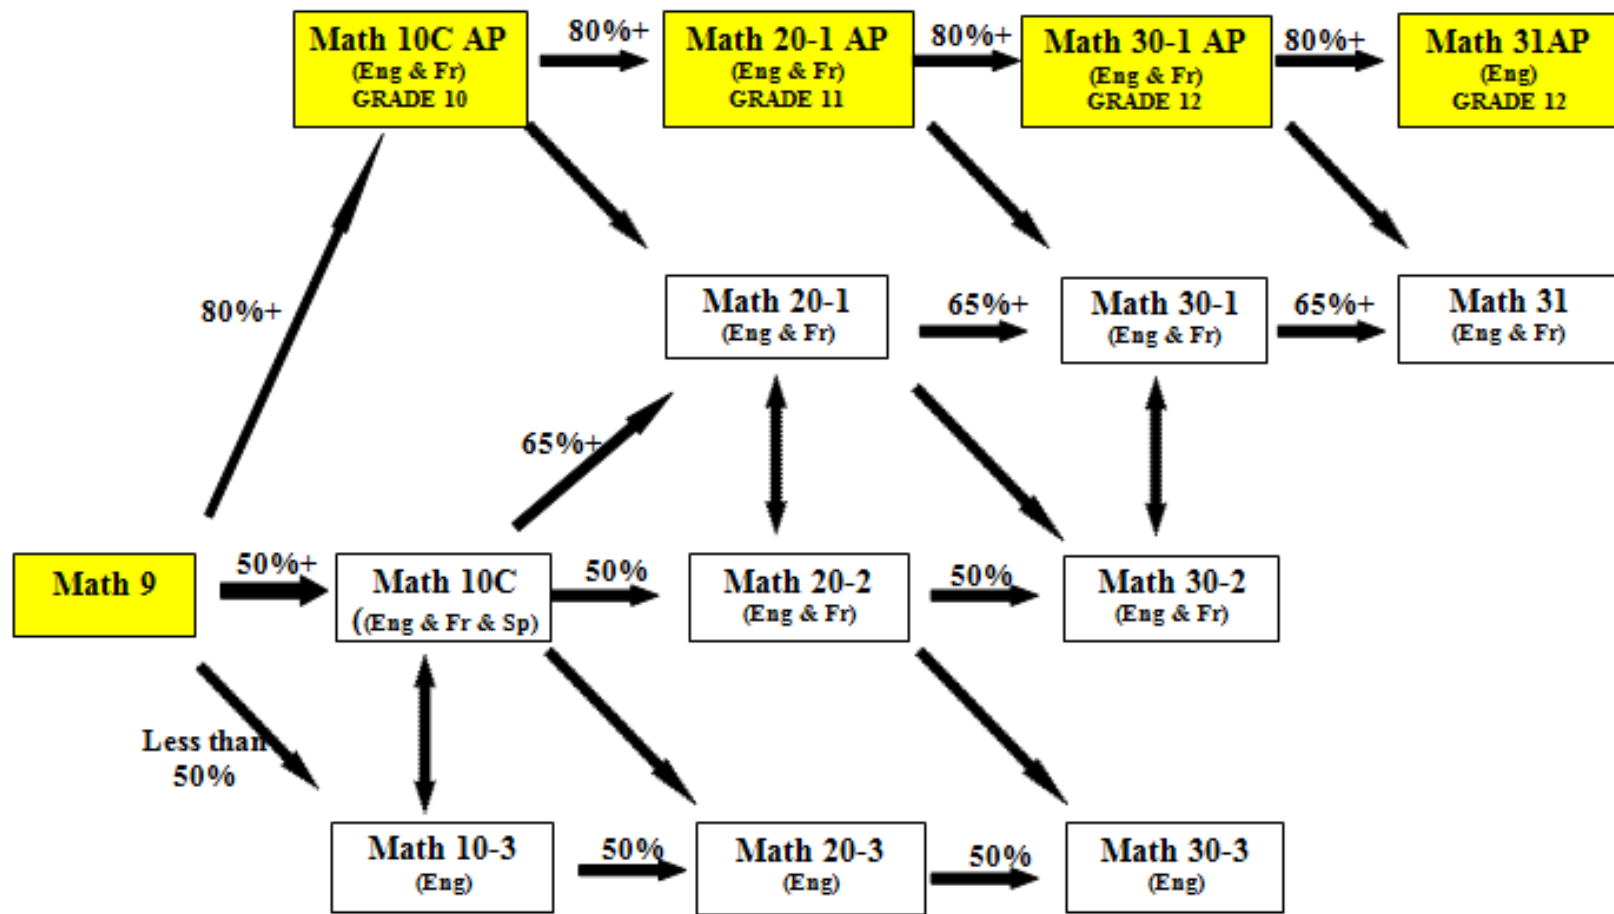 Math 10C AP
(Eng & Fr)
GRADE 10
80%+
Math 20-1 AP
(Eng & Fr)
GRADE 11
80%+
Math 30-1 AP
(Eng & Fr)
GRADE 12
80%+
Math 31AP
(Eng)
GRADE 12
80%+
Math 20-1
(Eng & Fr)
65%+
Math 30-1
(Eng & Fr)
65%+
Math 31
(Eng & Fr)
65%+
Math 9
50%+
Math 10C
((Eng & Fr & Sp)
50%
Math 20-2
(Eng & Fr)
50%
Math 30-2
(Eng & Fr)
Less than
50%
Math 10-3
(Eng)
50%
Math 20-3
(Eng)
50%
Math 30-3
(Eng)